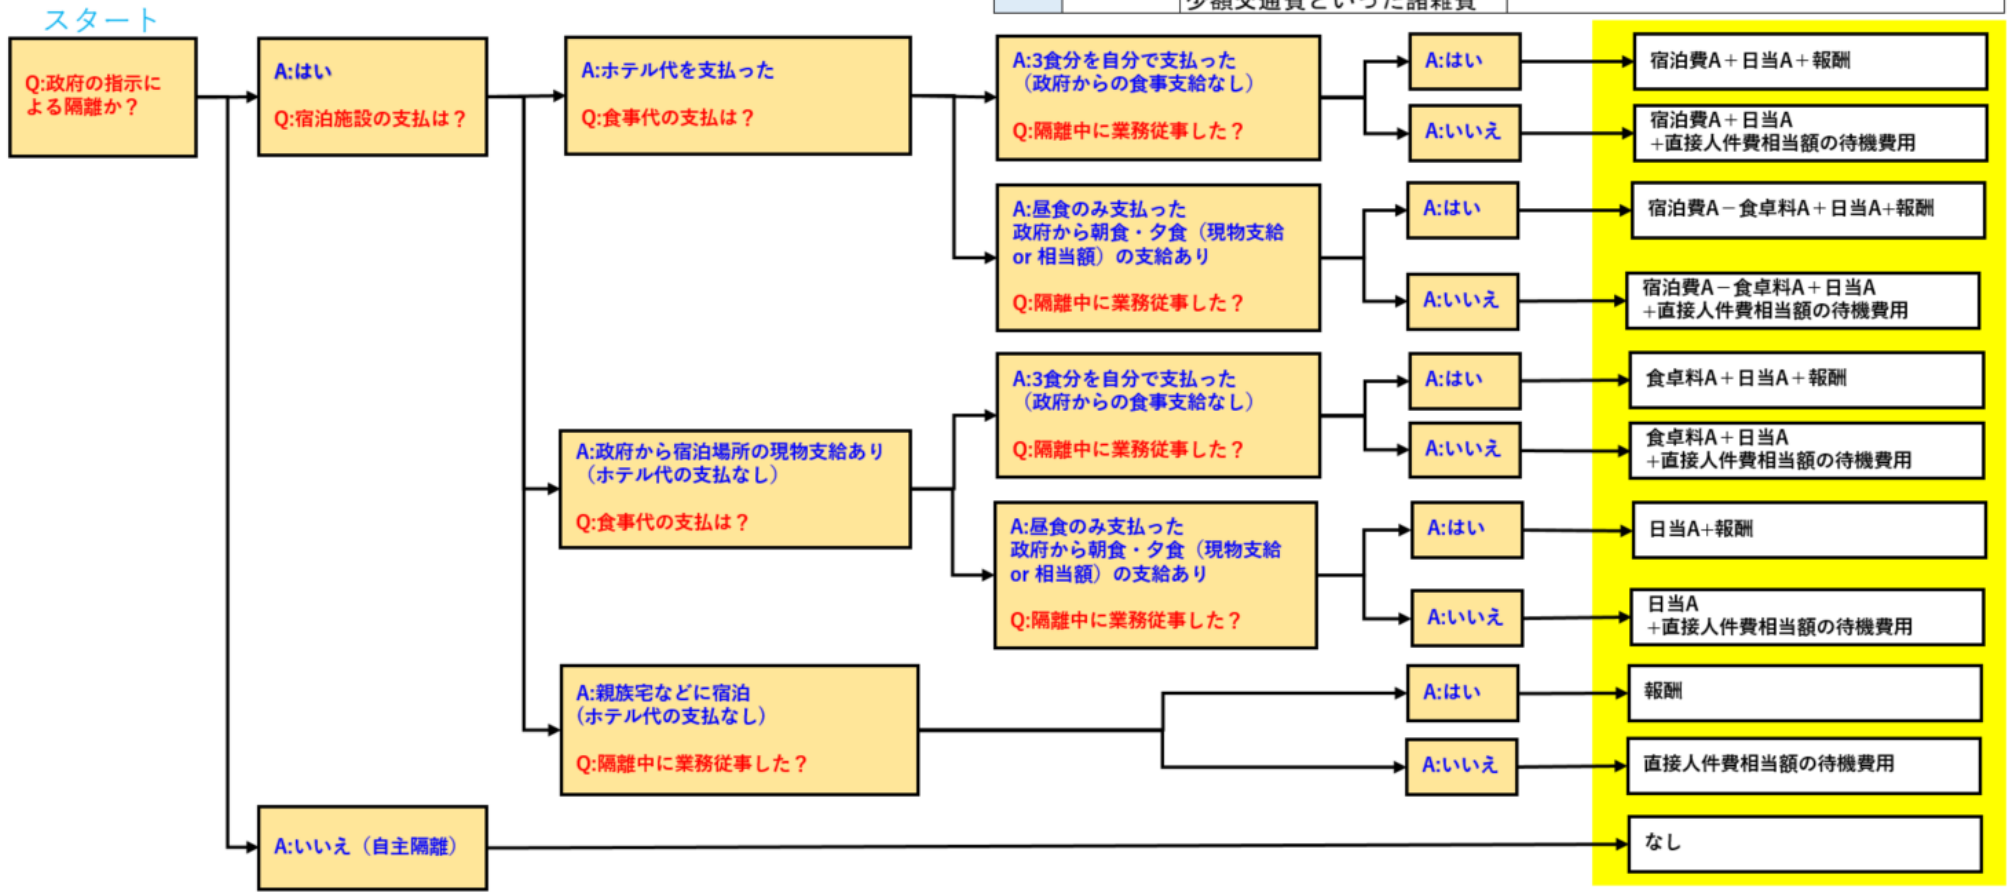 少額交通費といった諸雑費
スタート
Q:政府の指示に
よる隔離か？
A:はい
Q:宿泊施設の支払は？
A:ホテル代を支払った
Q:食事代の支払は？
A:3食分を自分で支払った
（政府からの食事支給なし）
Q:隔離中に業務従事した？
A:はい
宿泊費A＋日当A＋報酬
A:いいえ
宿泊費A＋日当A
+直接人件費相当額の待機費用
A:昼食のみ支払った
政府から朝食・夕食（現物支給
or 相当額）の支給あり
Q:隔離中に業務従事した？
A:はい
宿泊費A－食卓料A＋日当A+報酬
A:いいえ
宿泊費A－食卓料A＋日当A
+直接人件費相当額の待機費用
A:政府から宿泊場所の現物支給あり
（ホテル代の支払なし）
Q:食事代の支払は？
A:3食分を自分で支払った
（政府からの食事支給なし）
Q:隔離中に業務従事した？
A:はい
食卓料A＋日当A＋報酬
A:いいえ
食卓料A＋日当A
+直接人件費相当額の待機費用
A:昼食のみ支払った
政府から朝食・夕食（現物支給
or 相当額）の支給あり
Q:隔離中に業務従事した？
A:はい
日当A+報酬
A:いいえ
日当A
+直接人件費相当額の待機費用
A:親族宅などに宿泊
(ホテル代の支払なし)
Q:隔離中に業務従事した？
A:はい
報酬
A:いいえ
直接人件費相当額の待機費用
A:いいえ（自主隔離）
なし